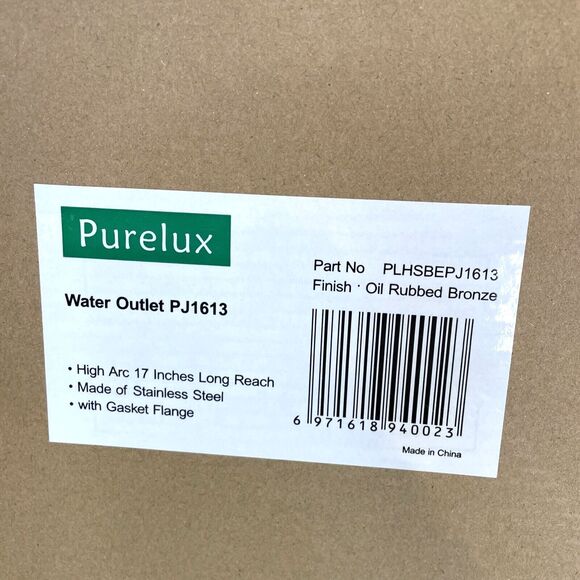 Purelux
Water Outlet PJ1613
• High Arc 17 Inches Long Reach
• Made of Stainless Steel
• with Gasket Flange
Part No PLHSBEPJ1613
Finish · Oil Rubbed Bronze
6 971618 940023
Made in China